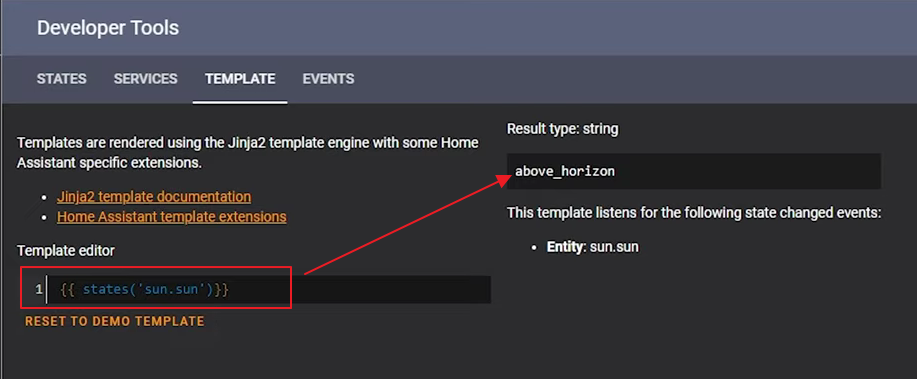 Developer Tools
STATES SERVICES TEMPLATE EVENTS
Templates are rendered using the Jinja2 template engine with some Home
Assistant specific extensions.
• Jinja2 template documentation
• Home Assistant template extensions
Template editor
1 {{ states('sun.sun')}}
RESET TO DEMO TEMPLATE
Result type: string
above_horizon
This template listens for the following state changed events:
• Entity: sun.sun